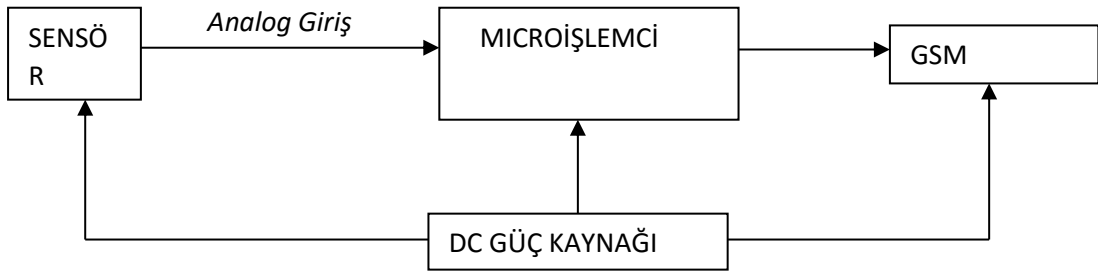 SENSÖ
R
Analog Giriş
MICROİŞLEMCİ
GSM
DC GÜÇ KAYNAĞI